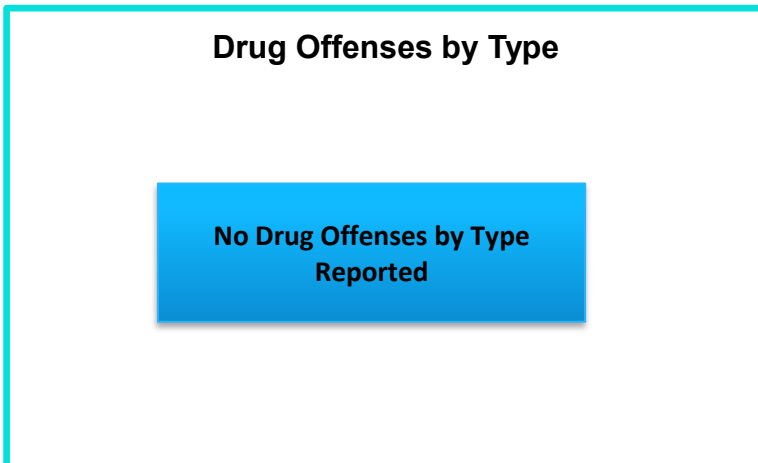 Drug Offenses by Type
No Drug Offenses by Type
Reported